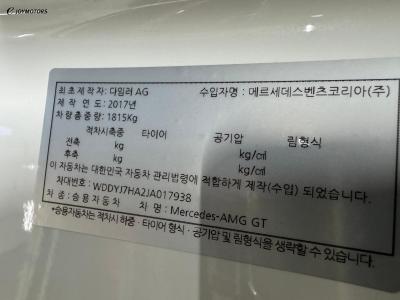 JOYMOTORS
최초제작자: 다임러 AG 수입자명 : 메르세데스벤츠코리아(주)
제 작 연 도: 2017년
차량총중량: 1815Kg
적차시축중 타이어 공기압 림형식
전축 kg kg/㎠
후축 kg kg/㎠
이 자동차는 대한민국 자동차 관리법령에 적합하게 제작(수입) 되었습니다.
차대번호: WDDYJ7HA2JA017938
차 종 : 승용자동차 차 명 : Mercedes-AMG GT
*승용자동차는 적차시 하중 · 타이어 형식 · 공기압 및 림형식을 생략할 수 있습니다.